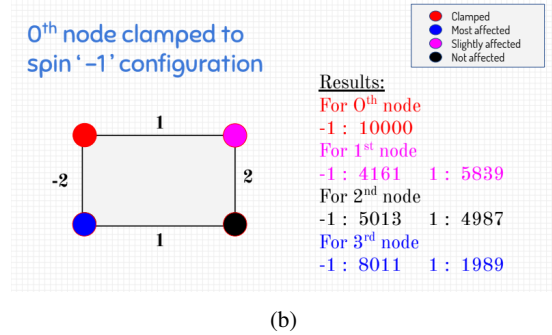 0th node clamped to
spin ‘-1’ configuration
Clamped
Most affected
Slightly affected
Not affected
1
-2
2
1
Results:
For 0th node
-1 : 10000
For 1st node
-1 : 4161 1 : 5839
For 2nd node
-1 : 5013 1 : 4987
For 3rd node
-1 : 8011 1 : 1989
(b)